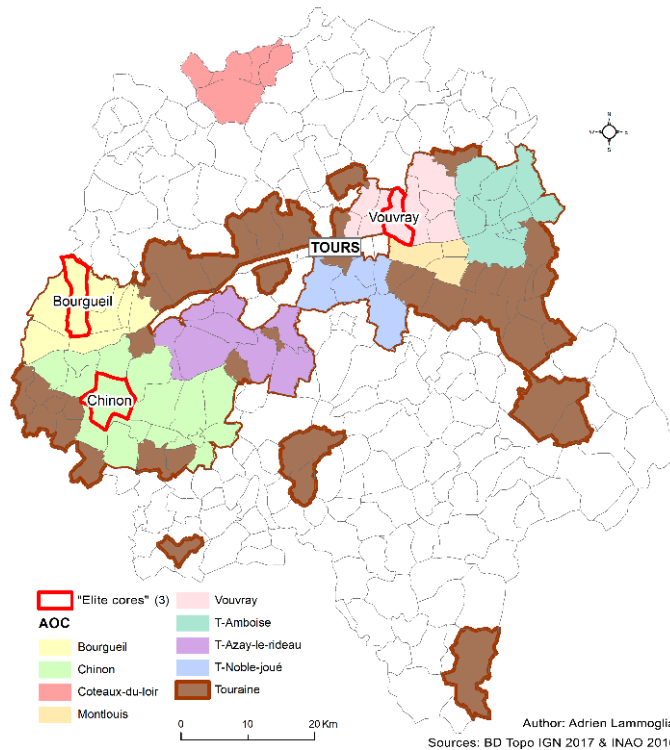 N
W E
S
Vouvray
TOURS
Bourgueil
Chinon
"Elite cores" (3)
AOC
Bourgueil
Chinon
Coteaux-du-loir
Montlouis
Vouvray
T-Amboise
T-Azay-le-rideau
T-Noble-joué
Touraine
0 10 20 Km
Author: Adrien Lammoglia
Sources: BD Topo IGN 2017 & INAO 2016